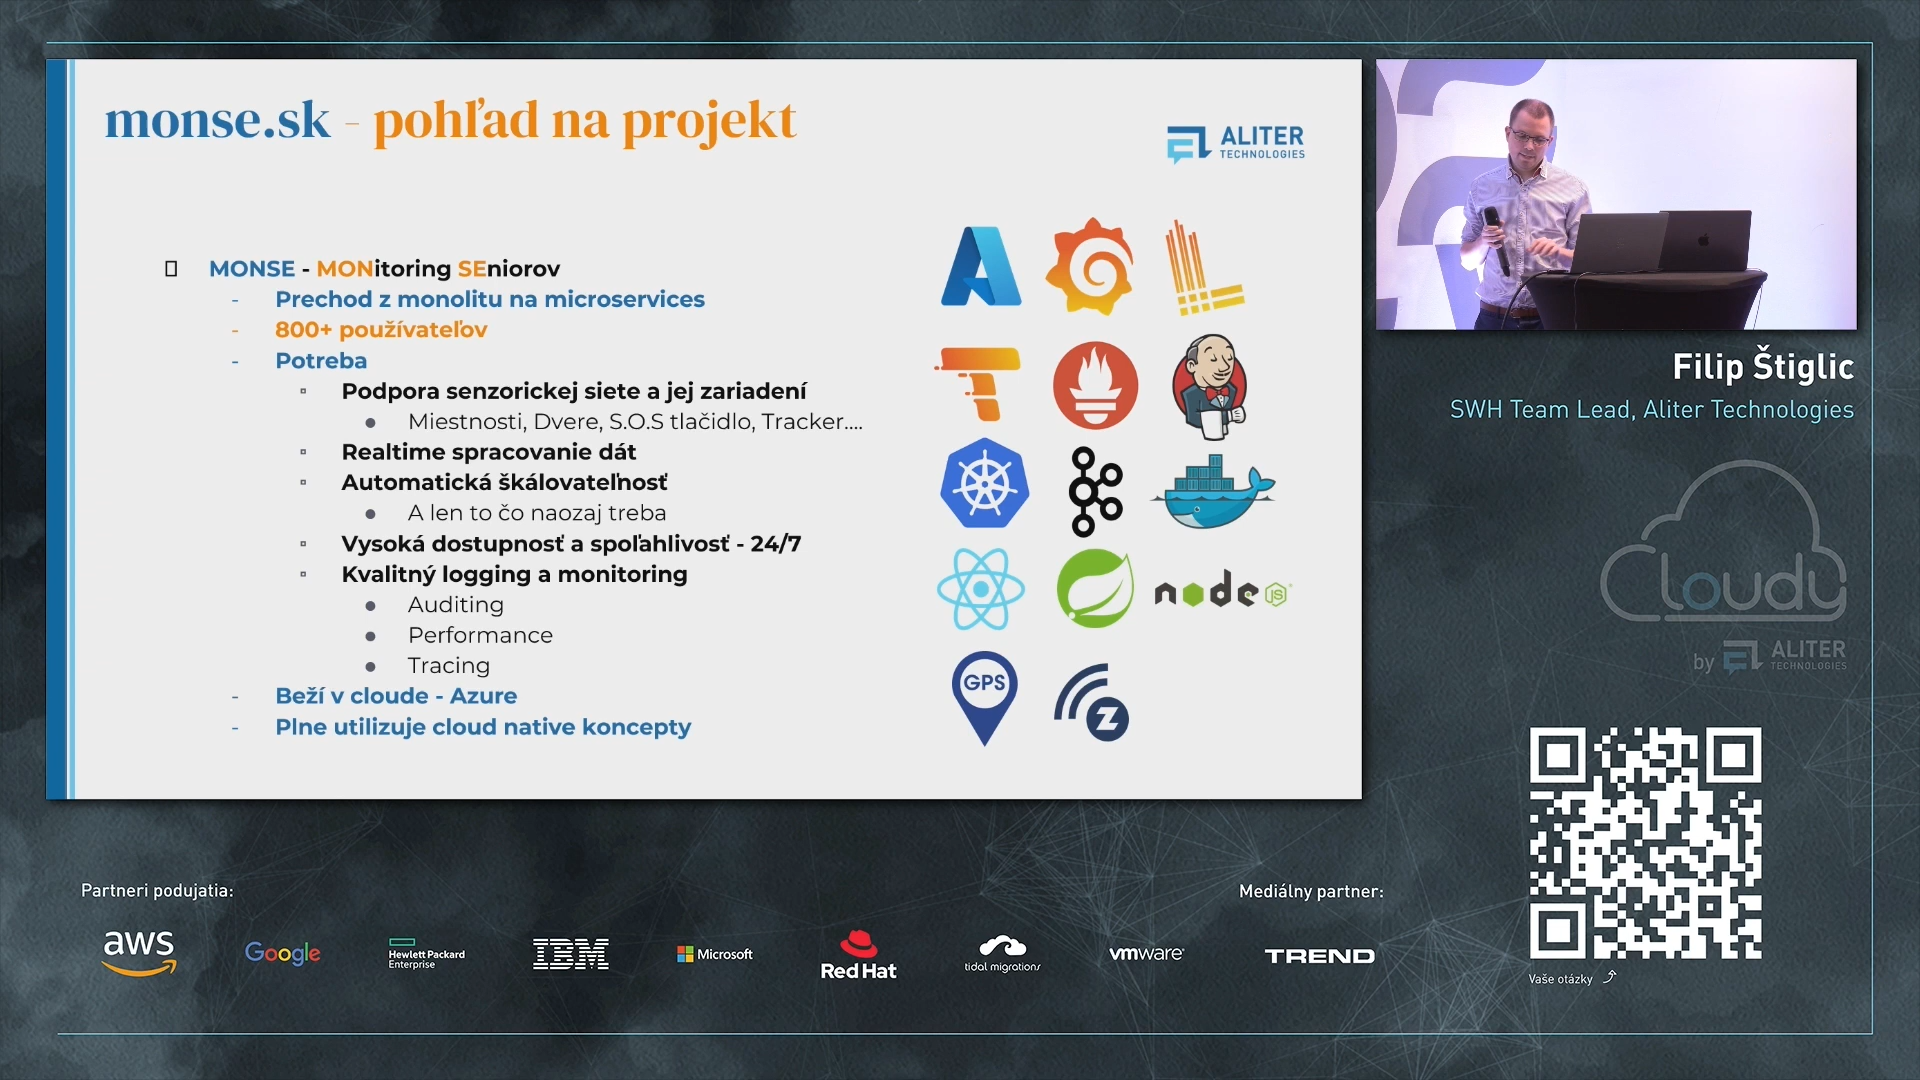 monse.sk - pohľad na projekt
ALITER
TECHNOLOGIES
MONSE - MONitoring SEniorov
- Prechod z monolitu na microservices
- 800+ používateľov
- Potreba
Podpora senzorickej siete a jej zariadení
Miestnosti, Dvere, S.O.S tlačidlo, Tracker....
Realtime spracovanie dát
Automatická škálovateľnosť
A len to čo naozaj treba
Vysoká dostupnosť a spoľahlivosť - 24/7
Kvalitný logging a monitoring
Auditing
Performance
Tracing
- Beží v cloude - Azure
- Plne utilizuje cloud native koncepty
node
JS
GPS
Z
Filip Štiglic
SWH Team Lead, Aliter Technologies
Cloudy
by ALITER
TECHNOLOGIES
Vaše otázky
Partneri podujatia:
aws
Google
Hewlett Packard
Enterprise
IBM
Microsoft
Red Hat
tidal migrations
vmware
Mediálny partner:
TREND